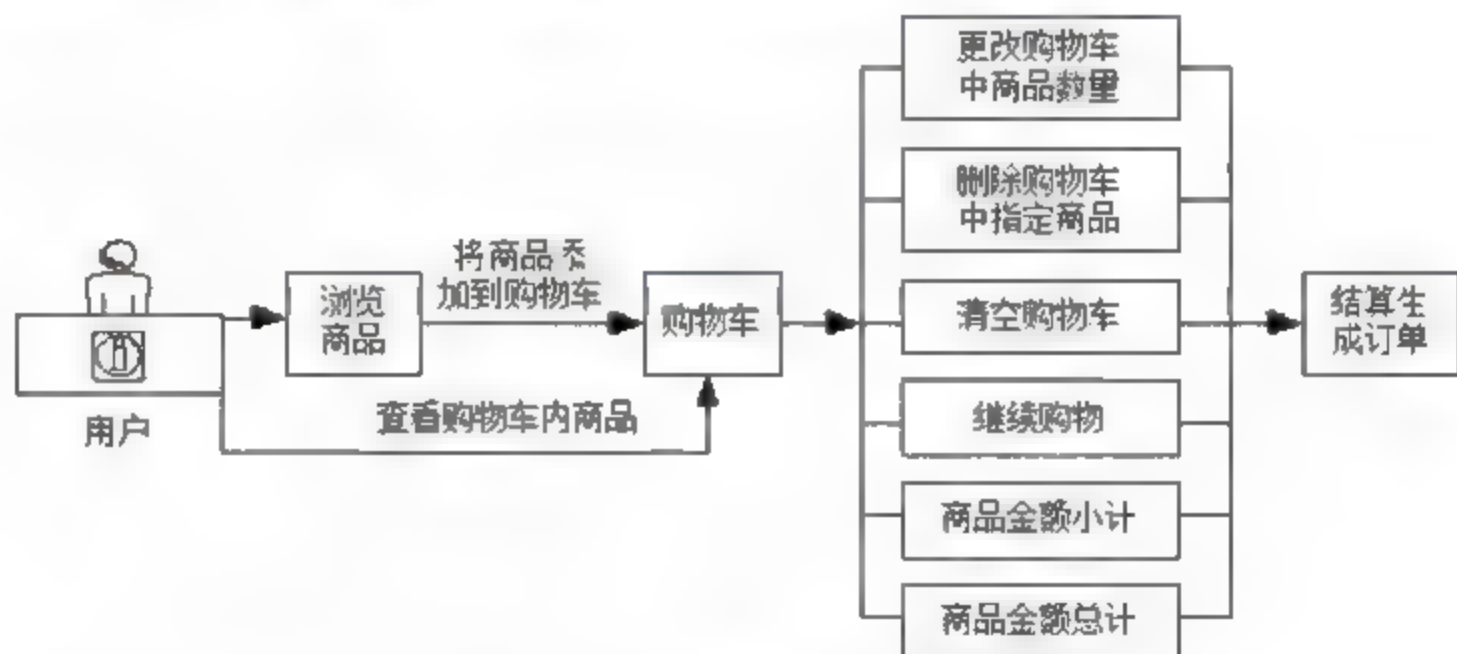 更改购物车
中商品数量
删除购物车
中指定商品
将商品添
加到购物车
浏览
商品
购物车
清空购物车
结算生
成订单
继续购物
查看购物车内商品
用户
商品金额小计
商品金额总计